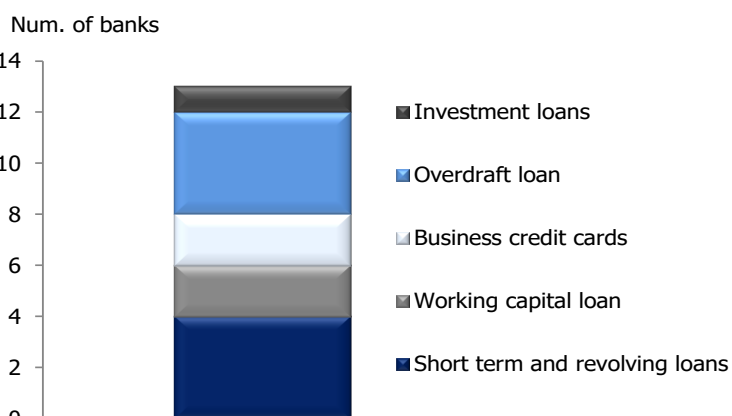 Num. of banks
14
12
10
8
6
4
2
0
Investment loans
Overdraft loan
Business credit cards
Working capital loan
Short term and revolving loans